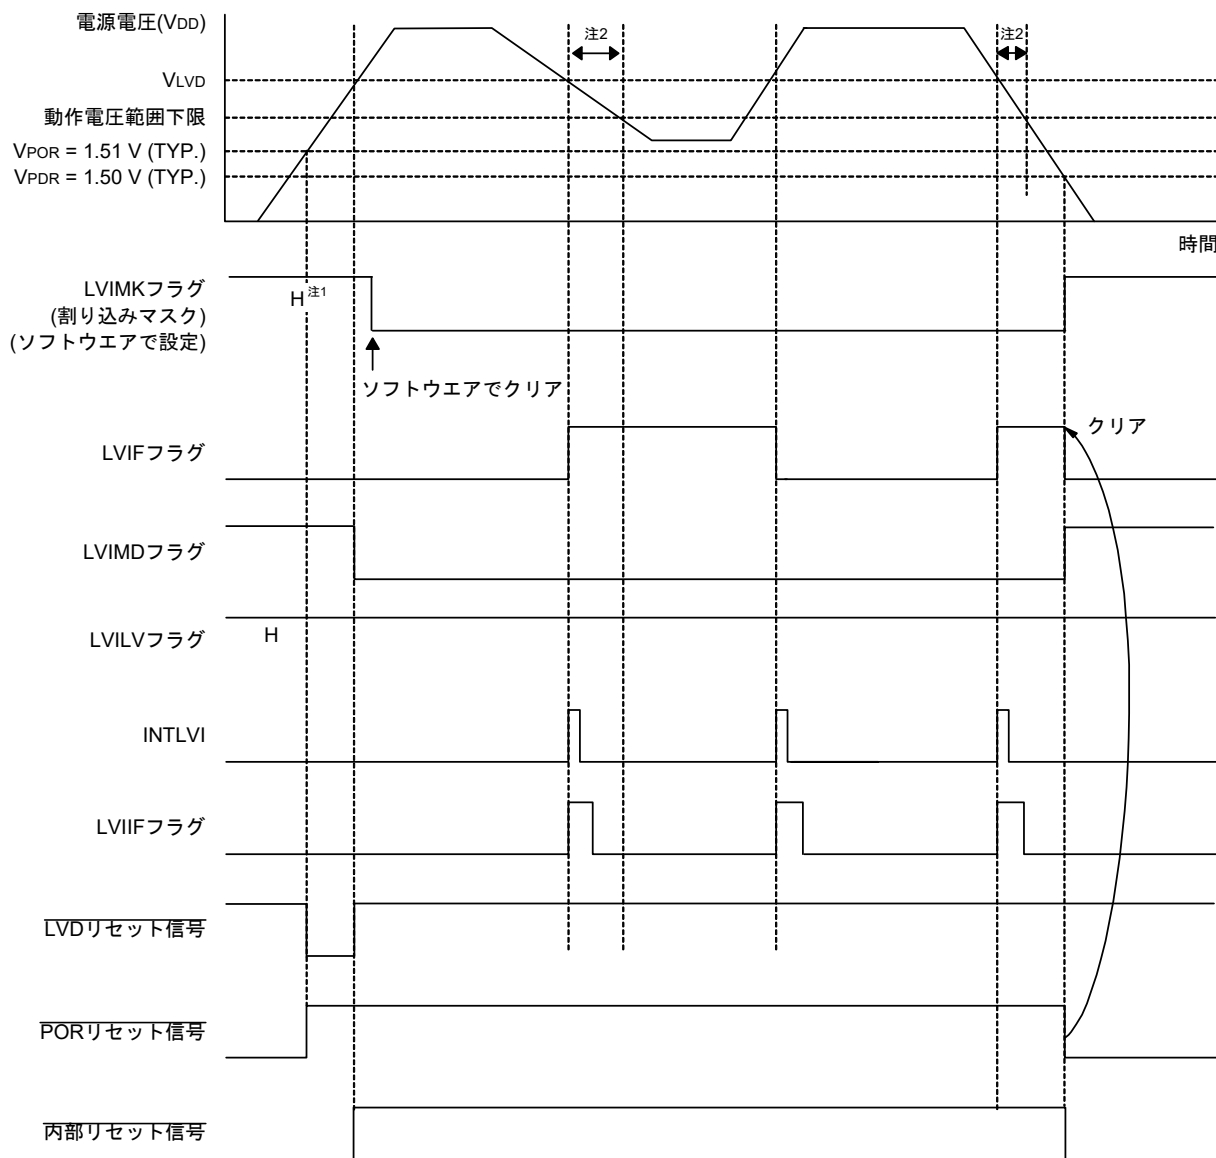 電源電圧(VDD)
注2
注2
VLVD
動作電圧範囲下限
VPOR = 1.51 V (TYP.)
VPDR = 1.50 V (TYP.)
時間
LVIMKフラグ
(割り込みマスク)
(ソフトウエアで設定)
H注1
ソフトウエアでクリア
クリア
LVIFフラグ
LVIMDフラグ
LVILVフラグ
H
INTLVI
LVIIFフラグ
LVDリセット信号
PORリセット信号
内部リセット信号